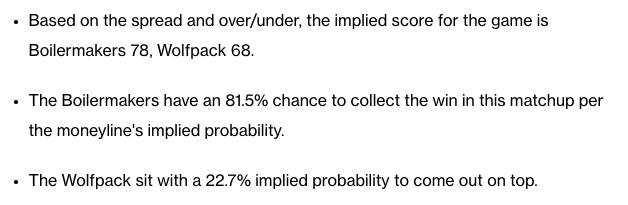 • Based on the spread and over/under, the implied score for the game is
Boilermakers 78, Wolfpack 68.
• The Boilermakers have an 81.5% chance to collect the win in this matchup per
the moneyline's implied probability.
• The Wolfpack sit with a 22.7% implied probability to come out on top.